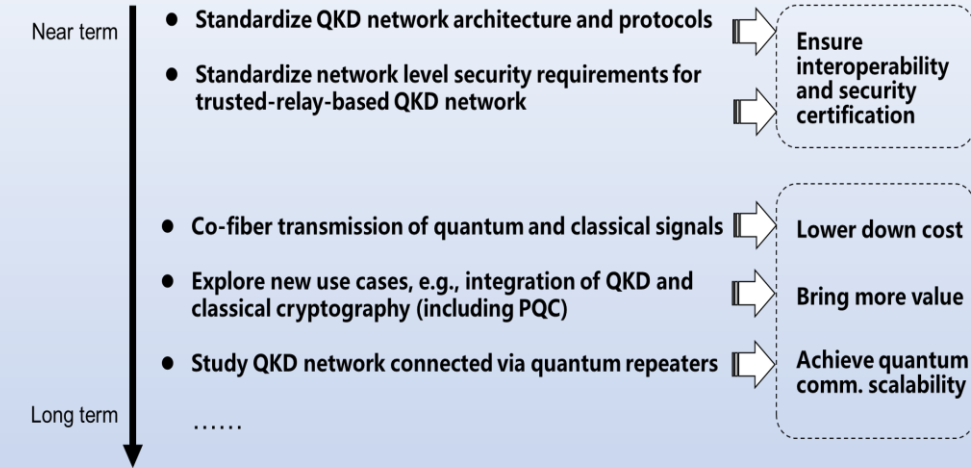 Near term
• Standardize QKD network architecture and protocols
• Standardize network level security requirements for
trusted-relay-based QKD network
Ensure
interoperability
and security
certification
• Co-fiber transmission of quantum and classical signals
Lower down cost
• Explore new use cases, e.g., integration of QKD and
classical cryptography (including PQC)
Bring more value
• Study QKD network connected via quantum repeaters
Achieve quantum
comm. scalability
Long term
……